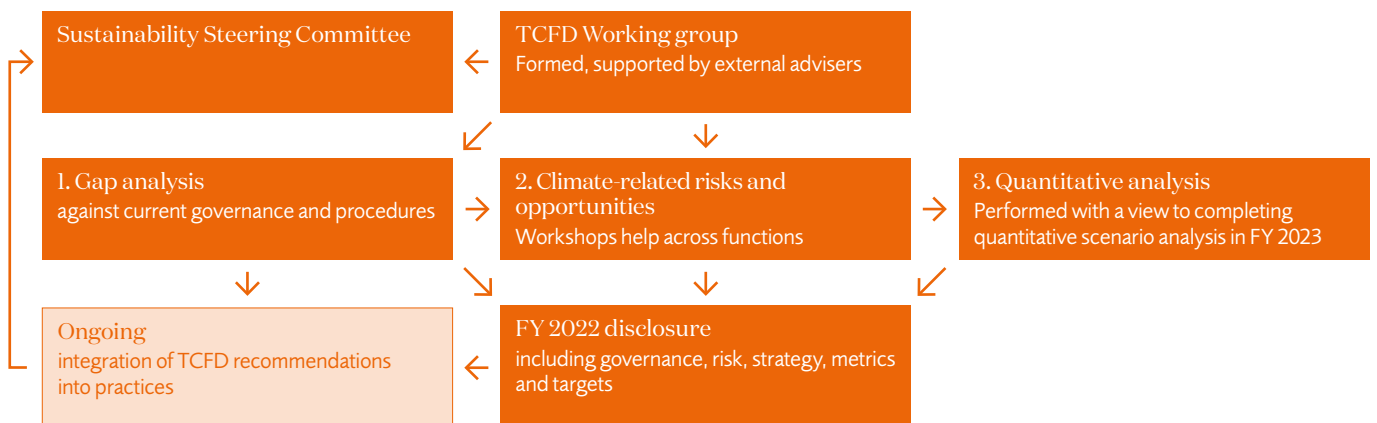 Sustainability Steering Committee
TCFD Working group
Formed, supported by external advisers
1. Gap analysis
against current governance and procedures
2. Climate-related risks and
opportunities
Workshops help across functions
3. Quantitative analysis
Performed with a view to completing
quantitative scenario analysis in FY 2023
Ongoing
integration of TCFD recommendations
into practices
FY 2022 disclosure
including governance, risk, strategy, metrics
and targets